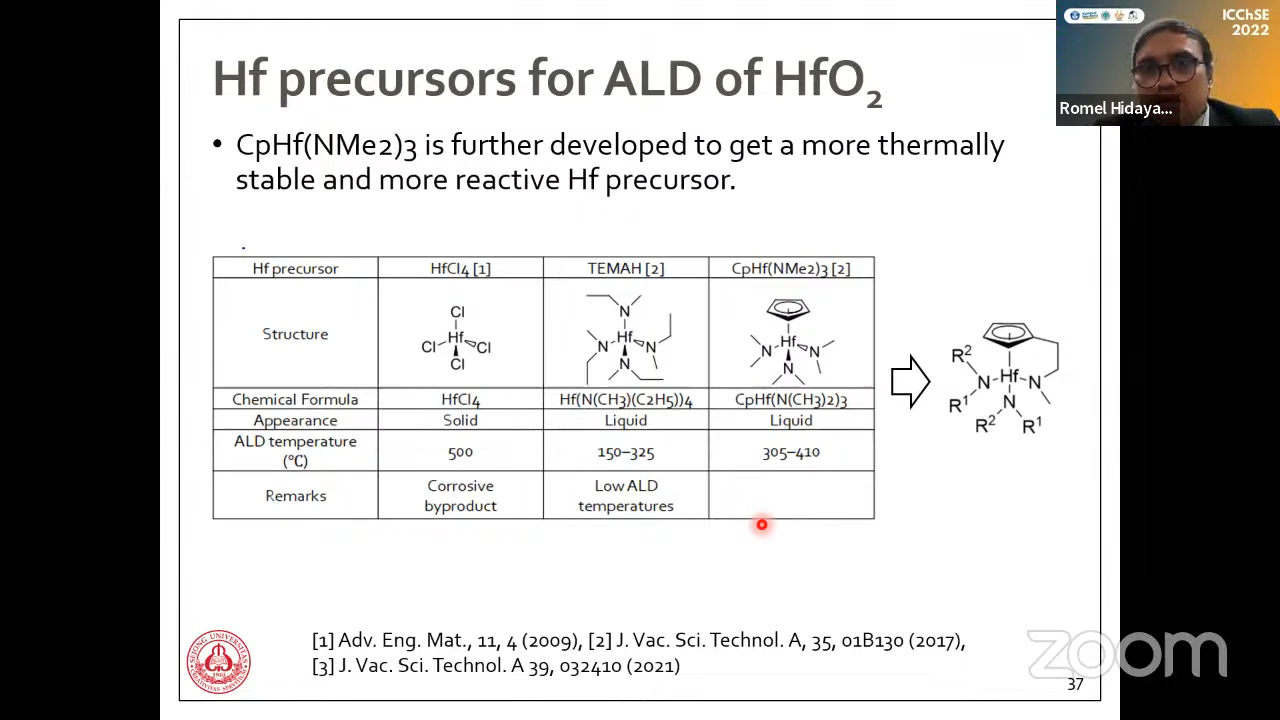 Hf precursors for ALD of HfO2
• CpHf(NMe2)3 is further developed to get a more thermally
stable and more reactive Hf precursor.
Hf precursor HfCl4 [1] TEMAH [2] CpHf(NMe2)3 [2]
Structure
Cl
Cl Hf Cl
Cl
N
N Hf N
N
N Hf N
N
R2
N Hf N
R1 N
R2 R1
Chemical Formula HfCl4 Hf(N(CH3)(C2H5))4 CpHf(N(CH3)2)3
Appearance Solid Liquid Liquid
ALD temperature
(°C) 500 150–325 305–410
Remarks Corrosive
byproduct Low ALD
temperatures
[1] Adv. Eng. Mat., 11, 4 (2009), [2] J. Vac. Sci. Technol. A, 35, 01B130 (2017),
[3] J. Vac. Sci. Technol. A 39, 032410 (2021)
37
SEJONG UNIVERSITAS
1940
CREATIVITAS SERVITIUM
zoom
ICChSE
2022
Romel Hidaya...